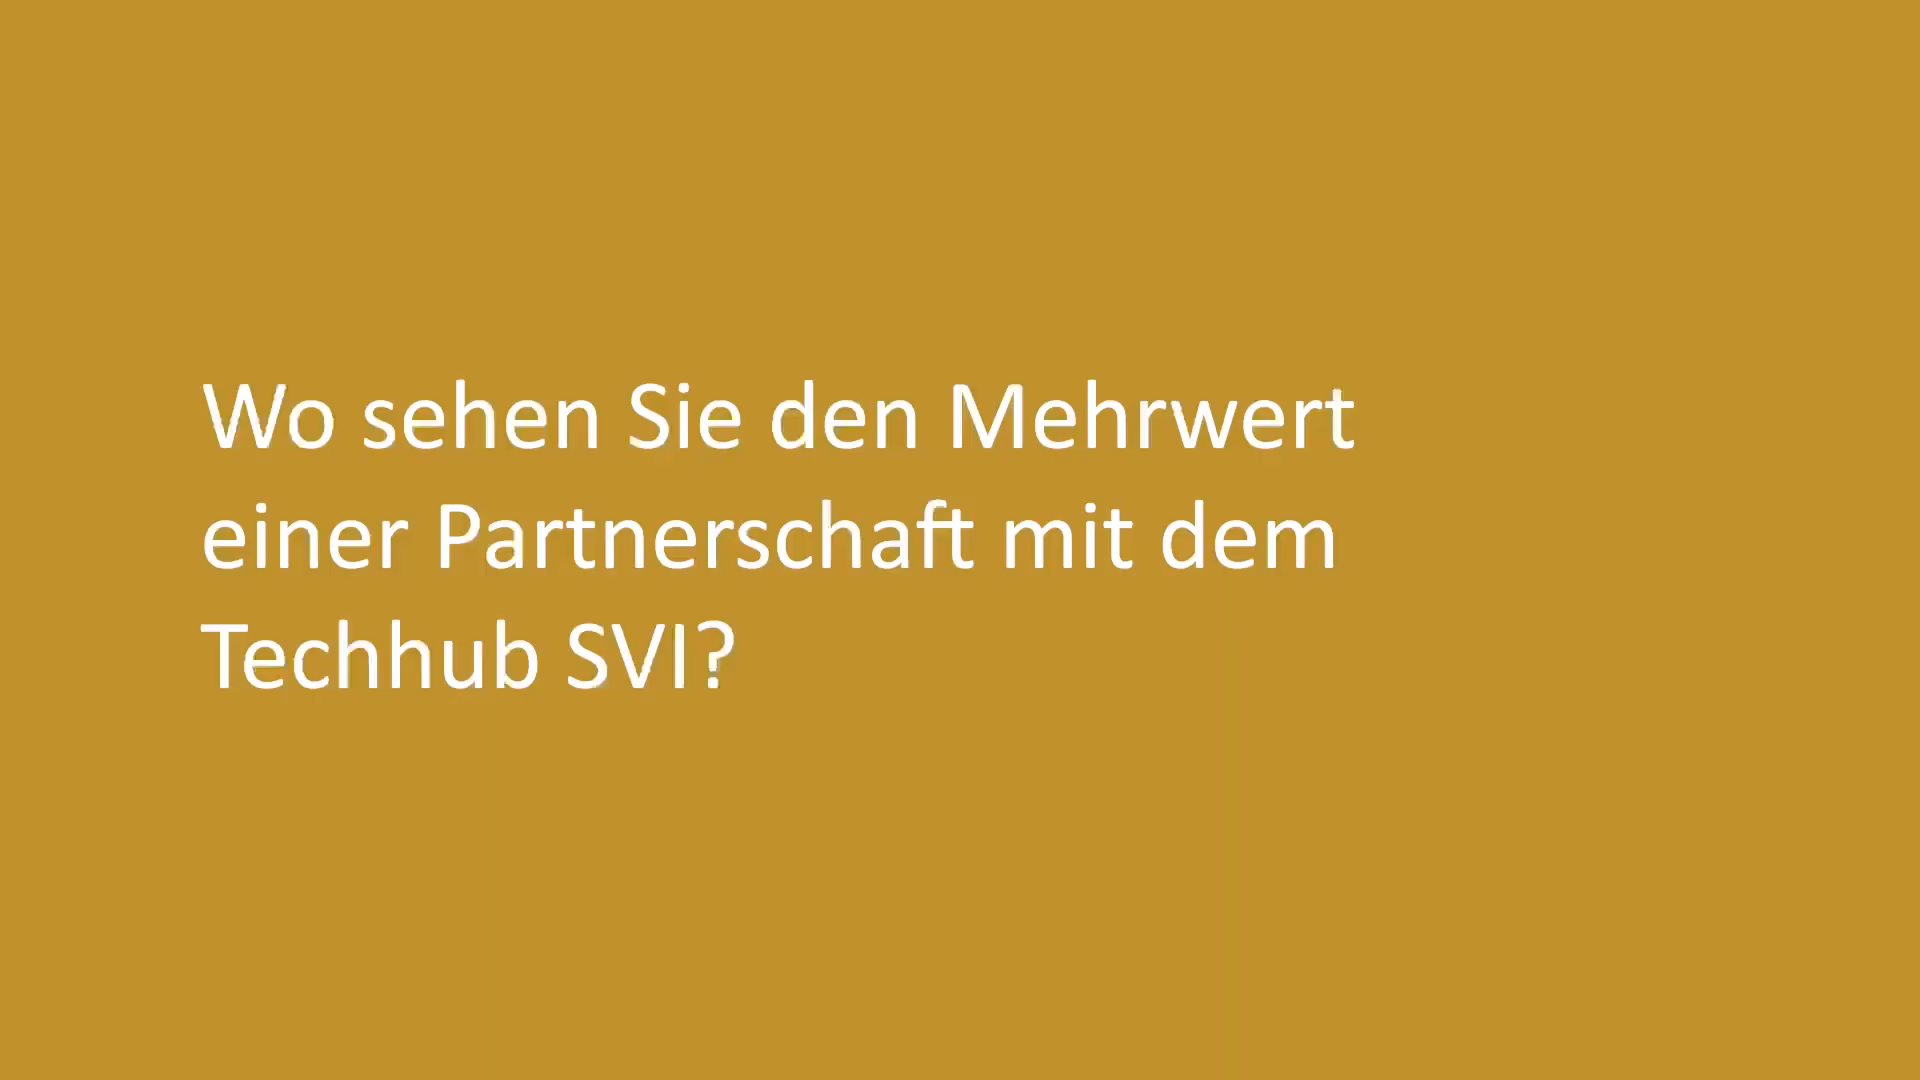 Wo sehen Sie den Mehrwert
einer Partnerschaft mit dem
Techhub SVI?